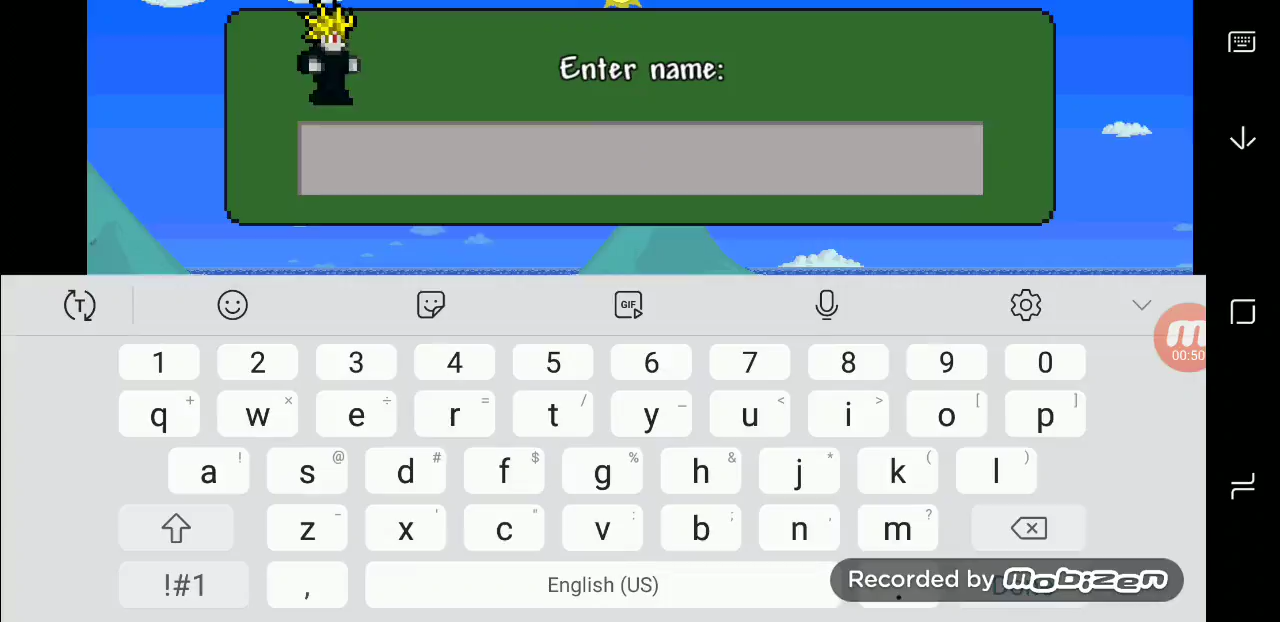 Enter name:
T
GIF
00:50
1 2 3 4 5 6 7 8 9 0
q + w × e ÷ r = t / y _ u < i > o [ p ]
a ! s @ d # f $ g % h & j * k ( l )
z - x ' c " v : b ; n , m ?
!#1 , English (US) .
Recorded by mobizen